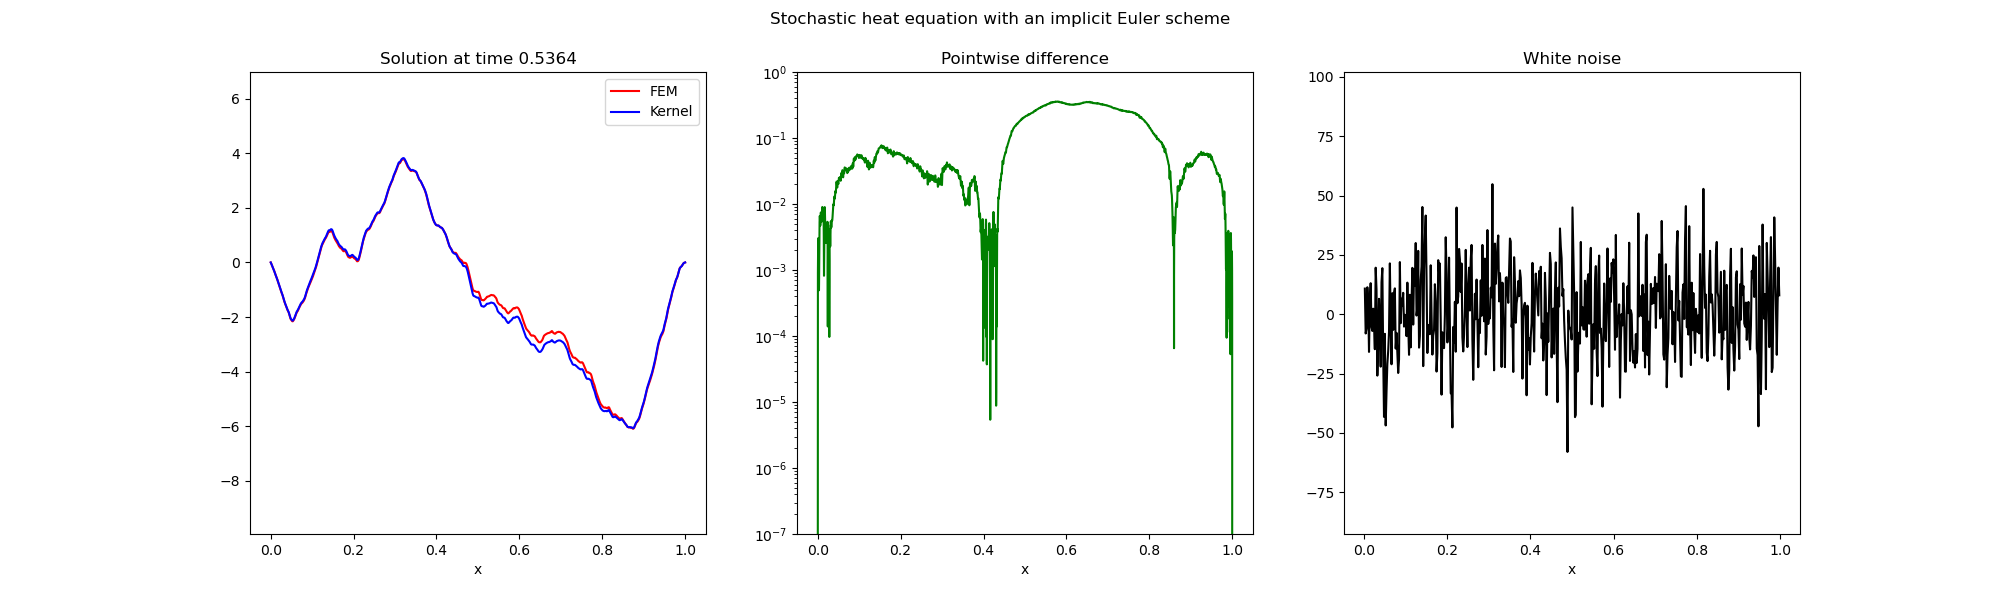 Stochastic heat equation with an implicit Euler scheme
Solution at time 0.5364
FEM
Kernel
6
4
2
0
−2
−4
−6
−8
0.0 0.2 0.4 0.6 0.8 1.0
x
Pointwise difference
10⁰
10⁻¹
10⁻²
10⁻³
10⁻⁴
10⁻⁵
10⁻⁶
10⁻⁷
0.0 0.2 0.4 0.6 0.8 1.0
x
White noise
100
75
50
25
0
−25
−50
−75
0.0 0.2 0.4 0.6 0.8 1.0
x